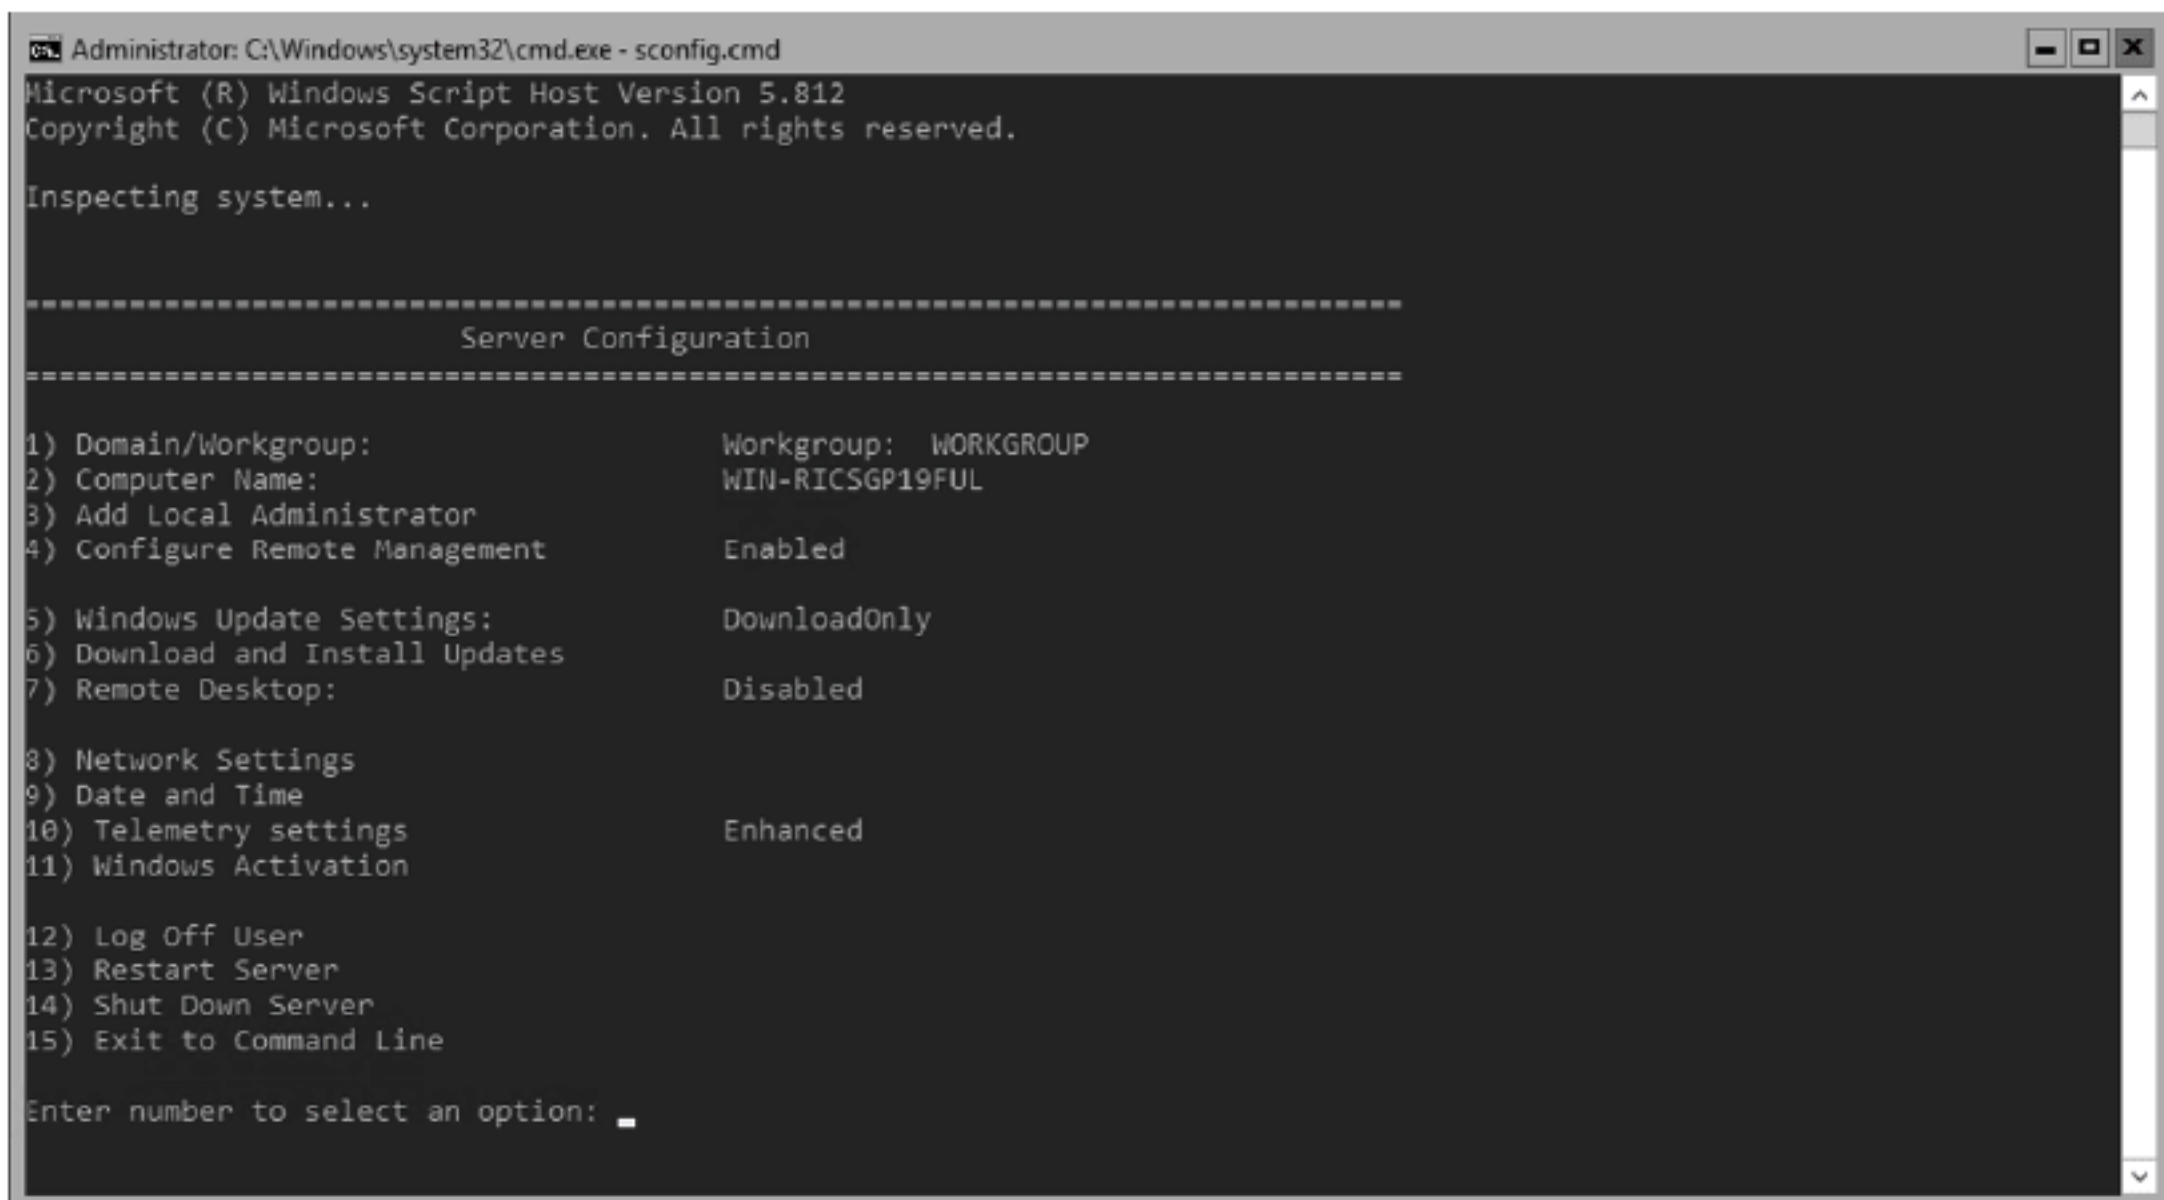 Administrator: C:\Windows\system32\cmd.exe - sconfig.cmd
Microsoft (R) Windows Script Host Version 5.812
Copyright (C) Microsoft Corporation. All rights reserved.
Inspecting system...
===============================================================================
Server Configuration
===============================================================================
1) Domain/Workgroup: Workgroup: WORKGROUP
2) Computer Name: WIN-RICSGP19FUL
3) Add Local Administrator
4) Configure Remote Management Enabled
5) Windows Update Settings: DownloadOnly
6) Download and Install Updates
7) Remote Desktop: Disabled
8) Network Settings
9) Date and Time
10) Telemetry settings Enhanced
11) Windows Activation
12) Log Off User
13) Restart Server
14) Shut Down Server
15) Exit to Command Line
Enter number to select an option: